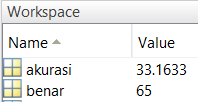 Workspace
Name Value
akurasi 33.1633
benar 65